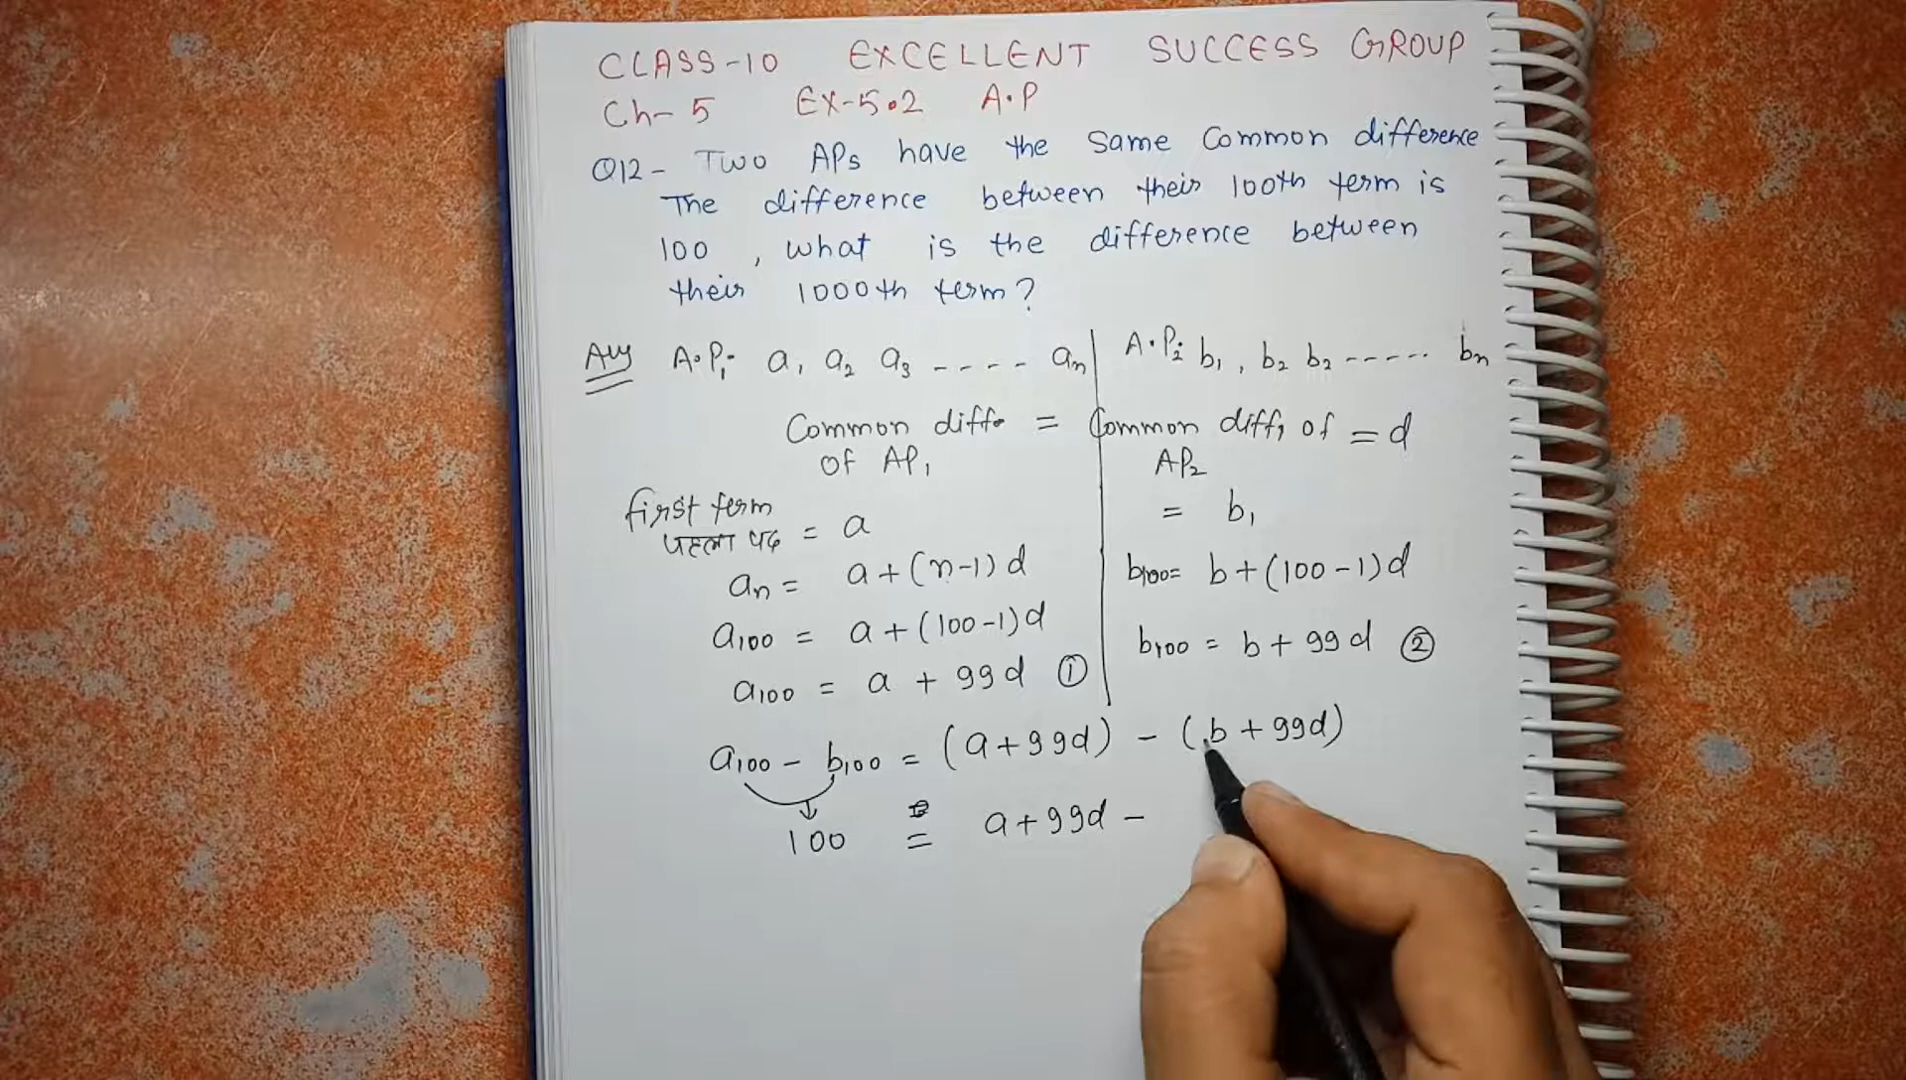 CLASS-10 EXCELLENT SUCCESS GROUP
Ch-5 EX-5.2 A.P
Q12- Two APs have the same Common difference
The difference between their 100th term is
100 , what is the difference between
their 1000th term?
Ans A.P₁:- a, a₂ a₃ ---- aₙ
A.P₂: b₁, b₂ b₂ ----- bₙ
Common diff. = Common diff, of = d
of AP₁ AP₂
first term
पहला पद = a
= b₁
aₙ = a+(n-1)d
b₁₀₀= b+(100-1)d
a₁₀₀ = a+(100-1)d
b₁₀₀ = b+99d ②
a₁₀₀ = a + 99d ①
a₁₀₀ - b₁₀₀ = (a+99d) - (b+99d)
100 = a+99d -